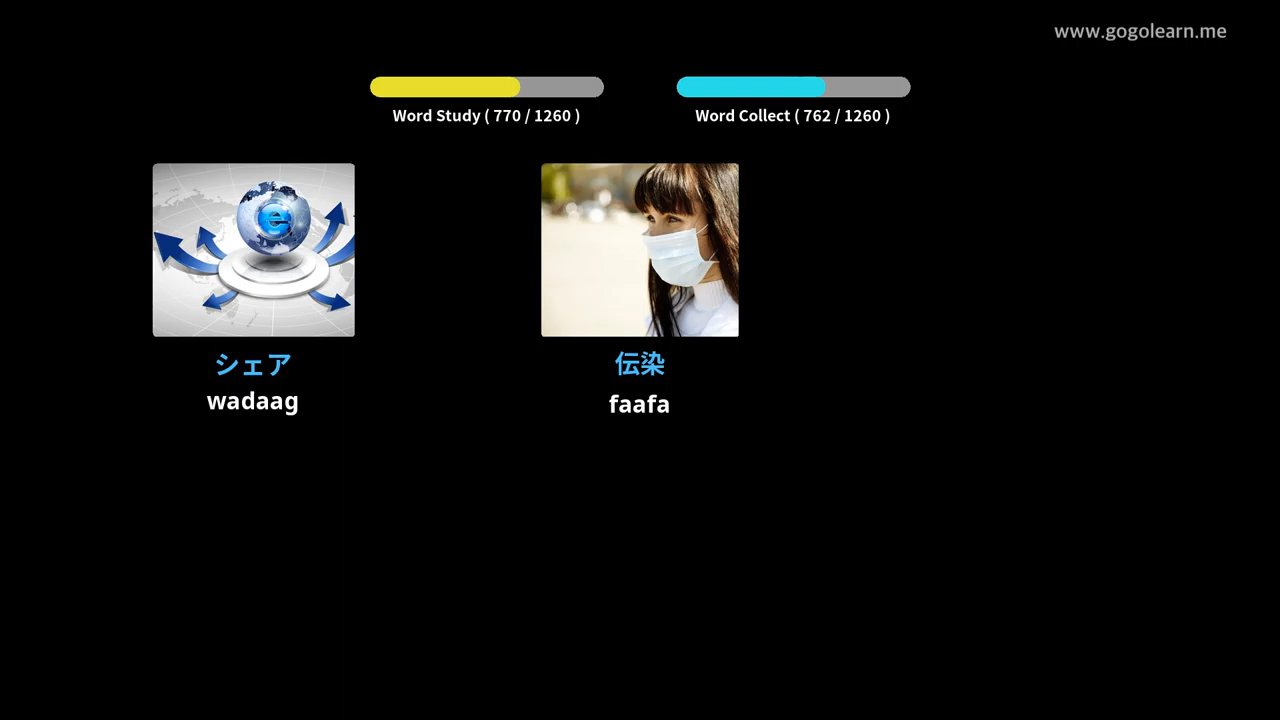 www.gogolearn.me
Word Study ( 770 / 1260 )
Word Collect ( 762 / 1260 )
e
シェア
wadaag
伝染
faafa